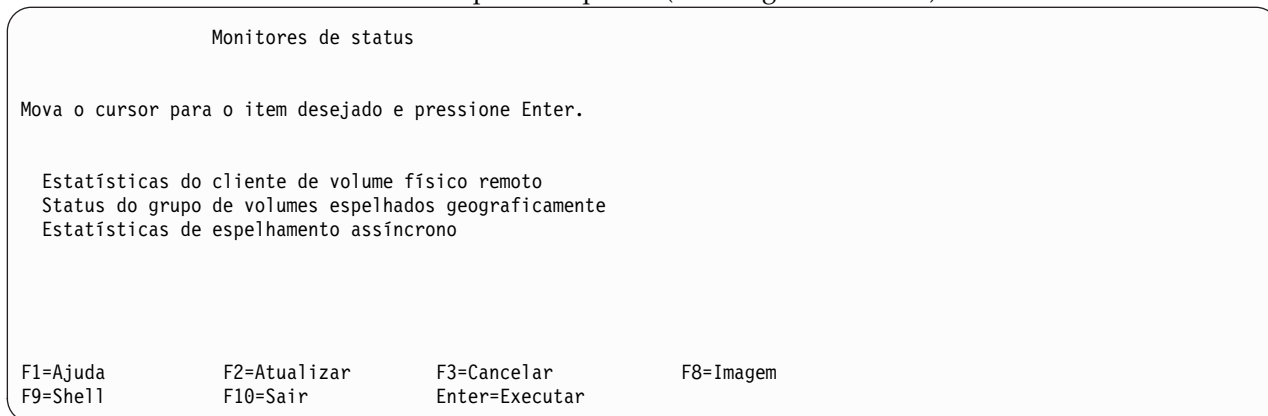 Monitores de status
Mova o cursor para o item desejado e pressione Enter.
Estatísticas do cliente de volume físico remoto
Status do grupo de volumes espelhados geograficamente
Estatísticas de espelhamento assíncrono
F1=Ajuda F2=Atualizar F3=Cancelar F8=Imagem
F9=Shell F10=Sair Enter=Executar